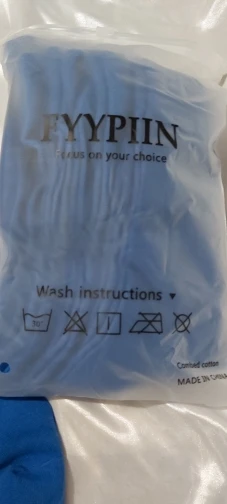 FYYPIIN
Focus on your choice
Wash instructions ▼
Combed cotton
MADE IN CHINA